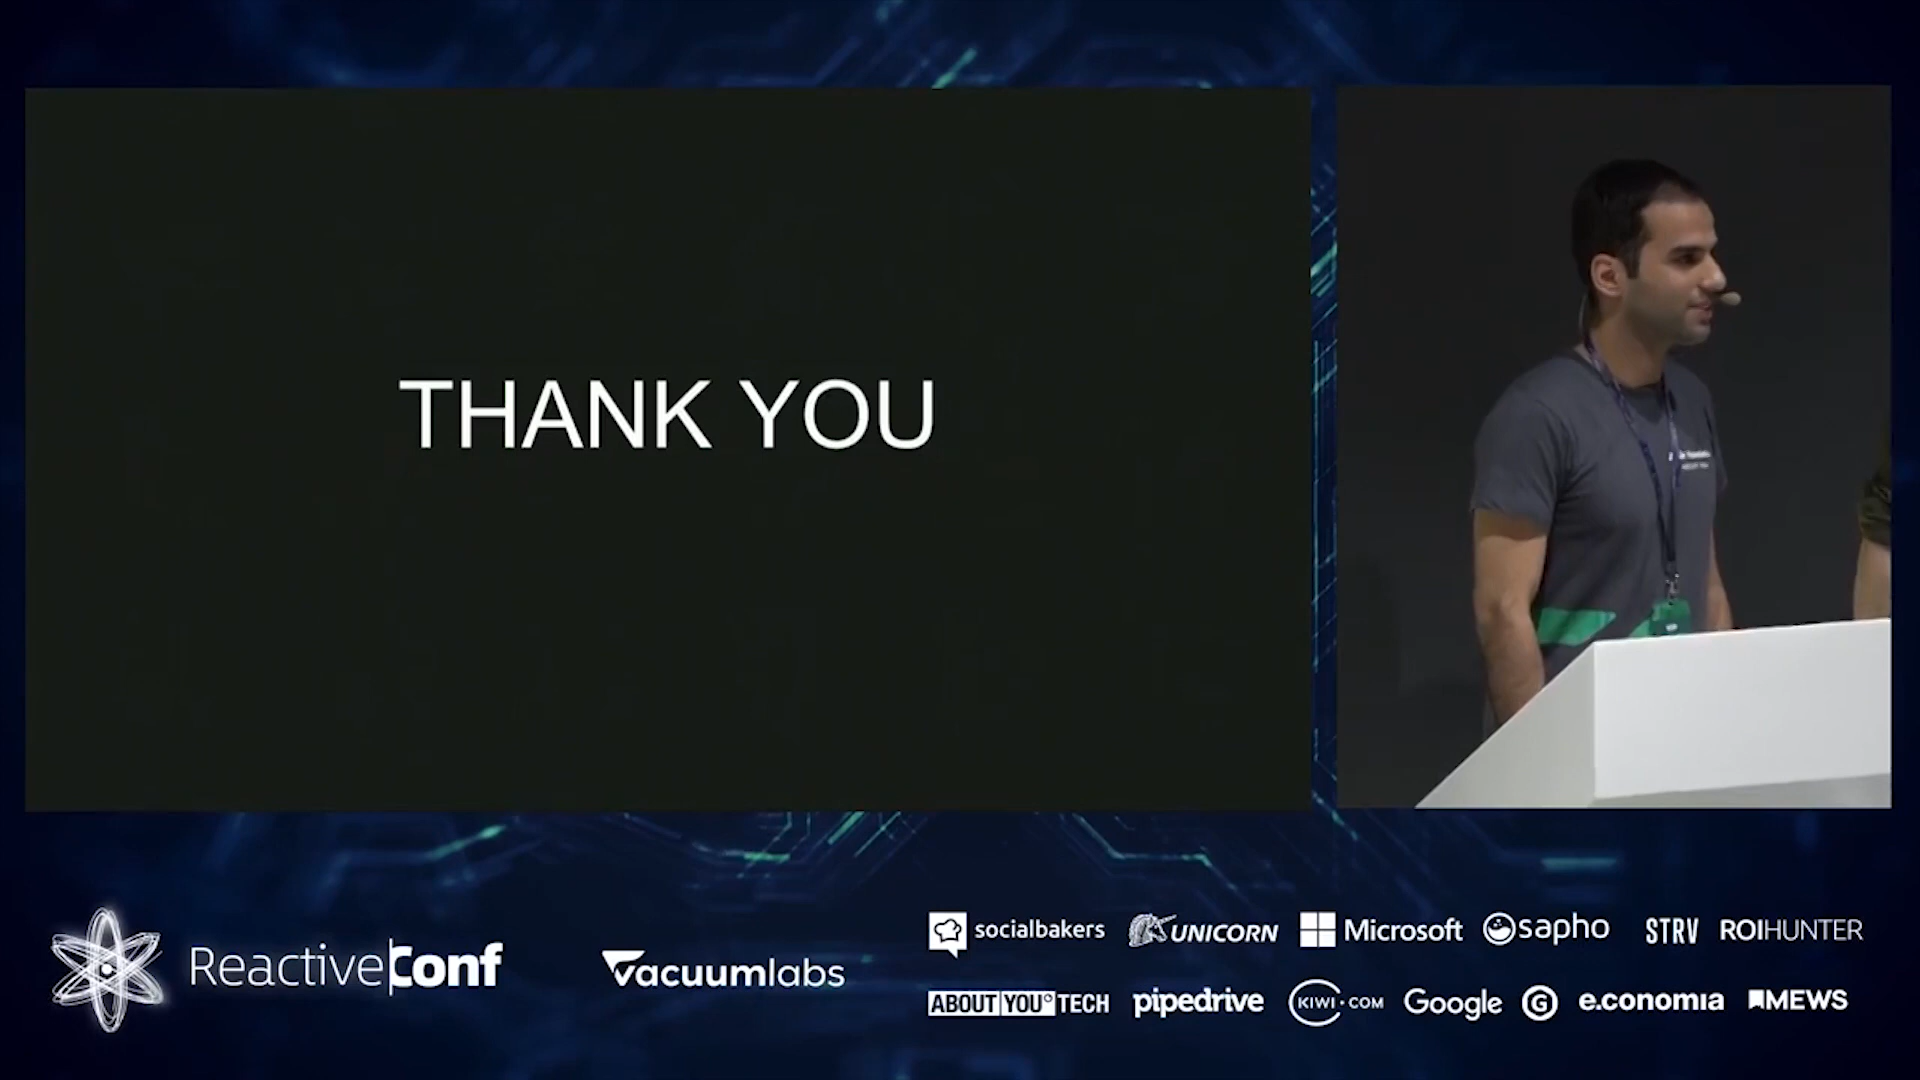 THANK YOU
ReactiveConf
vacuumlabs
socialbakers UNICORN Microsoft sapho STRV ROIHUNTER
ABOUT YOU° TECH pipedrive KIWI.COM Google G e.conomia MEWS